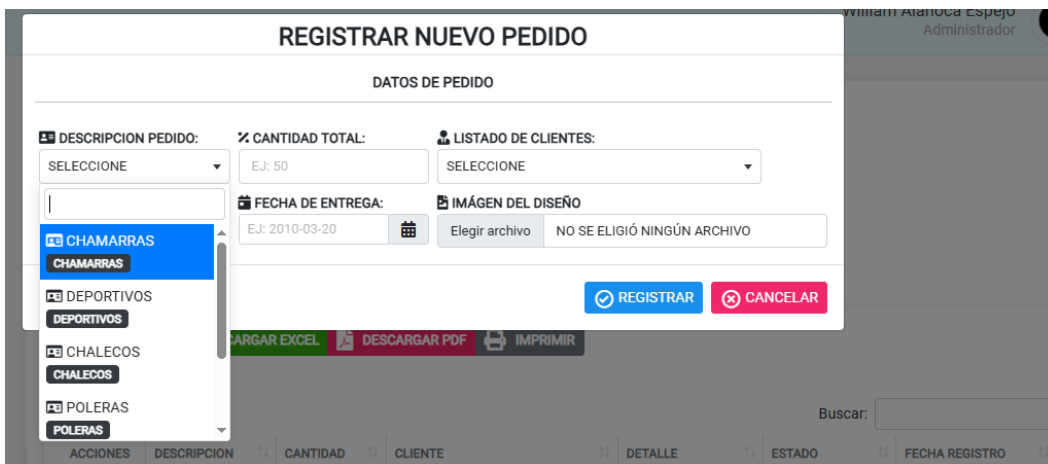 William Alanoca Espejo
Administrador
REGISTRAR NUEVO PEDIDO
DATOS DE PEDIDO
DESCRIPCION PEDIDO:
CANTIDAD TOTAL:
LISTADO DE CLIENTES:
SELECCIONE
EJ: 50
SELECCIONE
FECHA DE ENTREGA:
IMÁGEN DEL DISEÑO
EJ: 2010-03-20
Elegir archivo
NO SE ELIGIÓ NINGÚN ARCHIVO
CHAMARRAS
CHAMARRAS
DEPORTIVOS
DEPORTIVOS
CHALECOS
CHALECOS
POLERAS
POLERAS
REGISTRAR
CANCELAR
CARGAR EXCEL
DESCARGAR PDF
IMPRIMIR
Buscar:
ACCIONES DESCRIPCION CANTIDAD CLIENTE DETALLE ESTADO FECHA REGISTRO